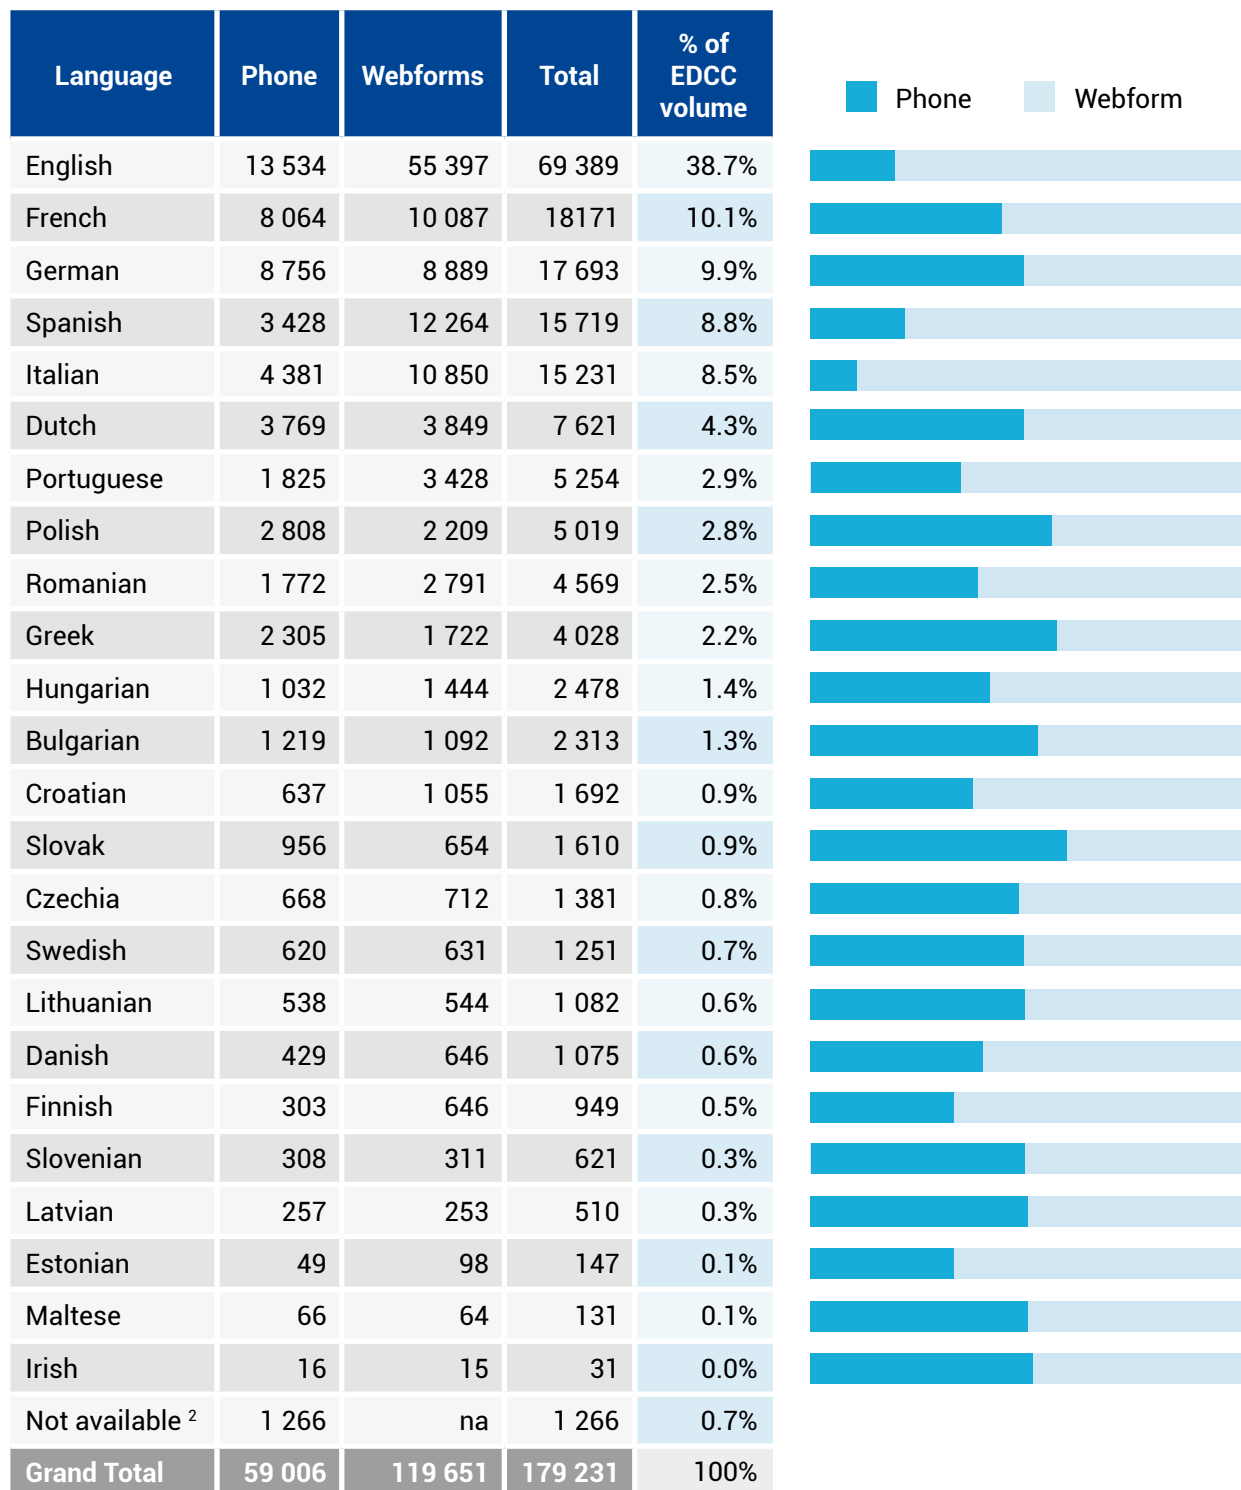 Language Phone Webforms Total % of EDCC volume
Phone Webform
English 13 534 55 397 69 389 38.7%
French 8 064 10 087 18171 10.1%
German 8 756 8 889 17 693 9.9%
Spanish 3 428 12 264 15 719 8.8%
Italian 4 381 10 850 15 231 8.5%
Dutch 3 769 3 849 7 621 4.3%
Portuguese 1 825 3 428 5 254 2.9%
Polish 2 808 2 209 5 019 2.8%
Romanian 1 772 2 791 4 569 2.5%
Greek 2 305 1 722 4 028 2.2%
Hungarian 1 032 1 444 2 478 1.4%
Bulgarian 1 219 1 092 2 313 1.3%
Croatian 637 1 055 1 692 0.9%
Slovak 956 654 1 610 0.9%
Czechia 668 712 1 381 0.8%
Swedish 620 631 1 251 0.7%
Lithuanian 538 544 1 082 0.6%
Danish 429 646 1 075 0.6%
Finnish 303 646 949 0.5%
Slovenian 308 311 621 0.3%
Latvian 257 253 510 0.3%
Estonian 49 98 147 0.1%
Maltese 66 64 131 0.1%
Irish 16 15 31 0.0%
Not available 2 1 266 na 1 266 0.7%
Grand Total 59 006 119 651 179 231 100%